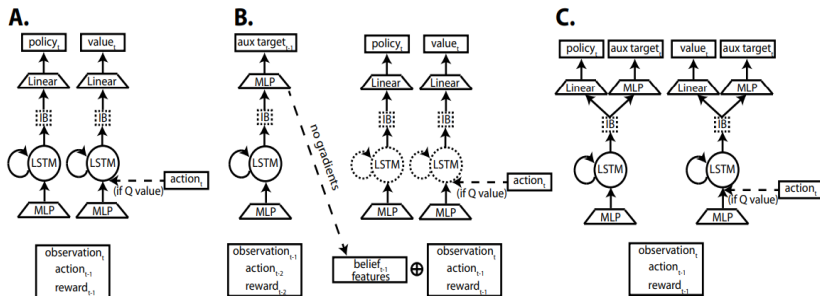 A.
policy_t value_t
Linear Linear
IB IB
LSTM LSTM
(if Q value) action_t
MLP MLP
observation_t
action_t-1
reward_t-1
B.
aux target_t-1
MLP
IB
LSTM
MLP
observation_t-1
action_t-2
reward_t-2
no gradients
policy_t value_t
Linear Linear
IB IB
LSTM LSTM
(if Q value) action_t
MLP MLP
belief_t-1
features
⊕
observation_t
action_t-1
reward_t-1
C.
policy_t aux target_t value_t aux target_t
Linear MLP Linear MLP
IB IB
LSTM LSTM
(if Q value) action_t
MLP MLP
observation_t
action_t-1
reward_t-1